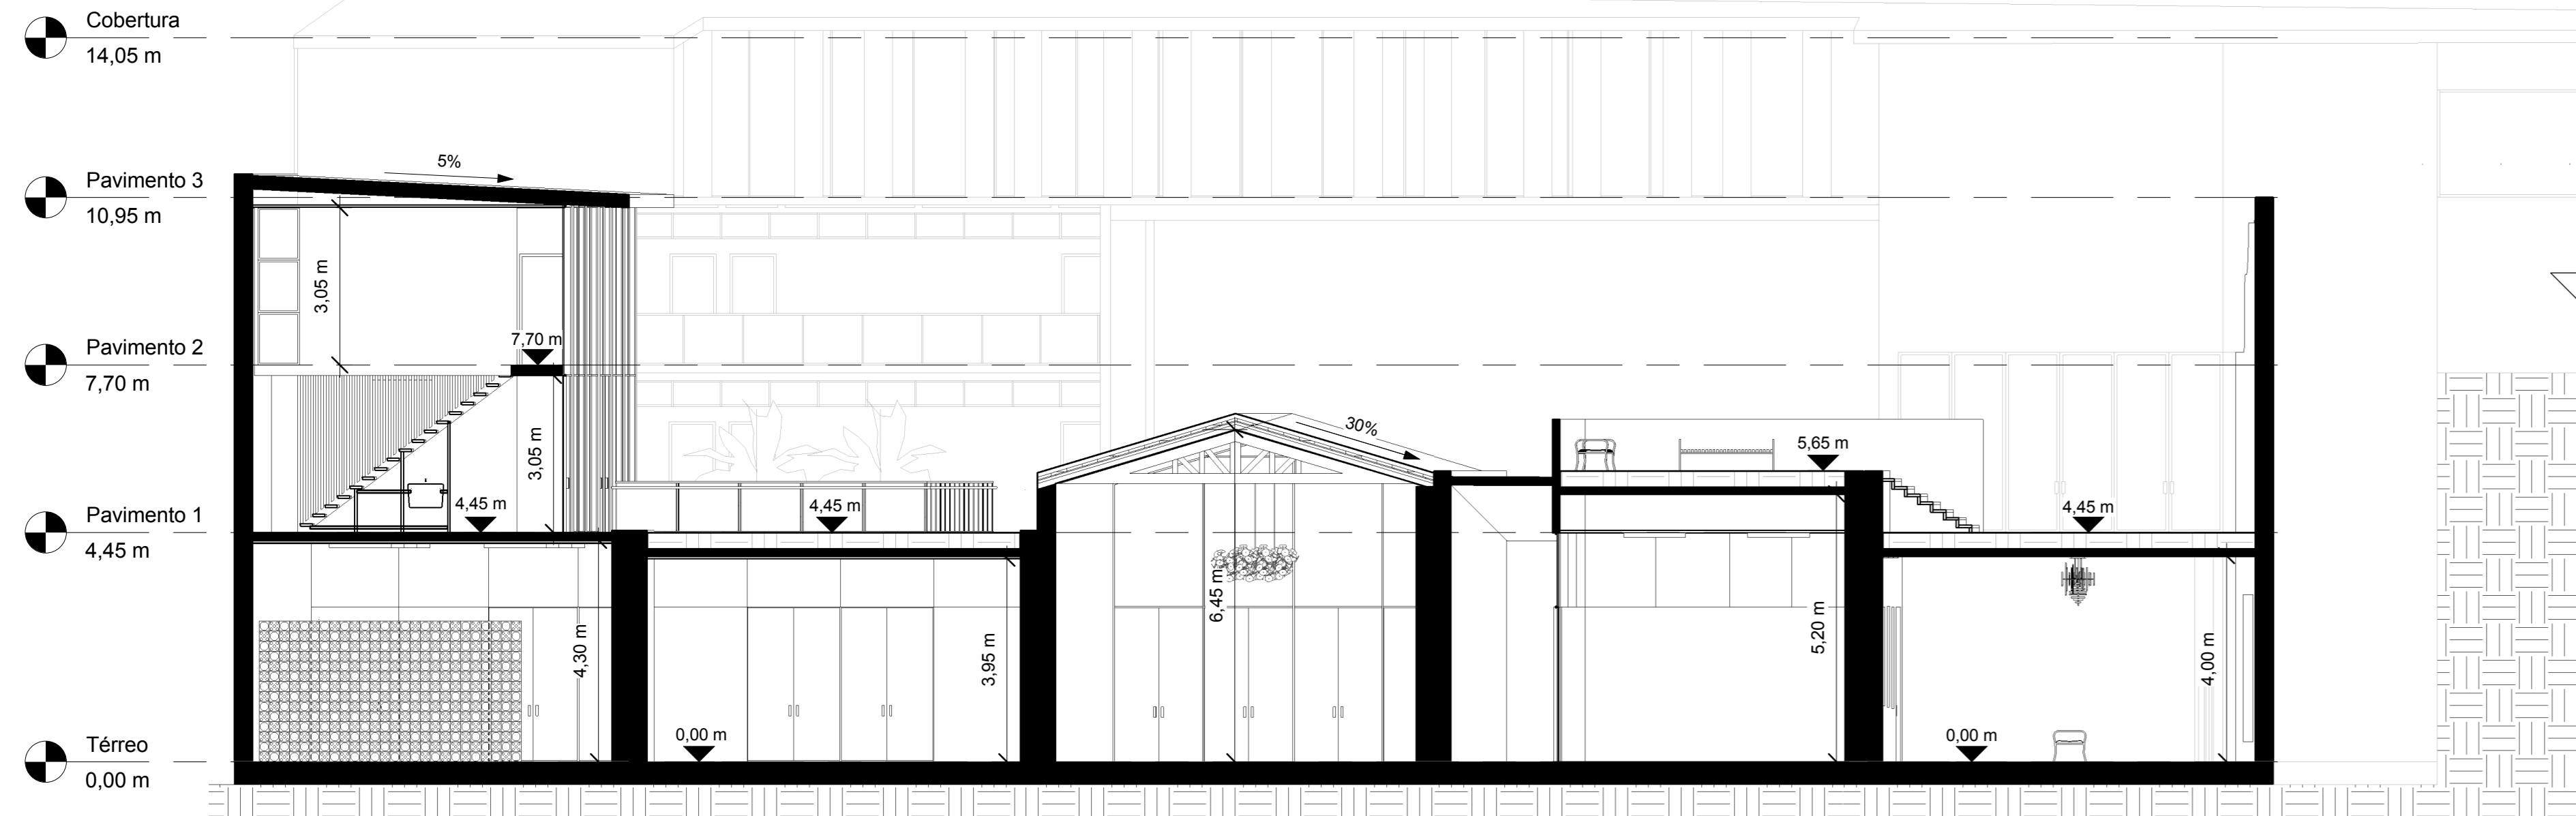 Cobertura
14,05 m
5%
Pavimento 3
10,95 m
3,05 m
7,70 m
Pavimento 2
7,70 m
30%
5,65 m
3,05 m
4,45 m
4,45 m
4,45 m
Pavimento 1
4,45 m
6,45 m
5,20 m
4,30 m
3,95 m
4,00 m
0,00 m
0,00 m
Térreo
0,00 m